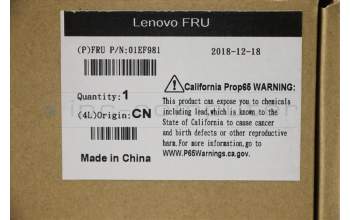 Lenovo FRU
(P)FRU P/N:01EF981
2018-12-18
Quantity:1
(4L)Origin:CN
Made in China
California Prop65 WARNING:
This product can expose you to chemicals
including lead,which is known to the
State of California to cause cancer
and birth defects or other reproductive
harm.For more information, go to
www.P65Warnings.ca.gov.